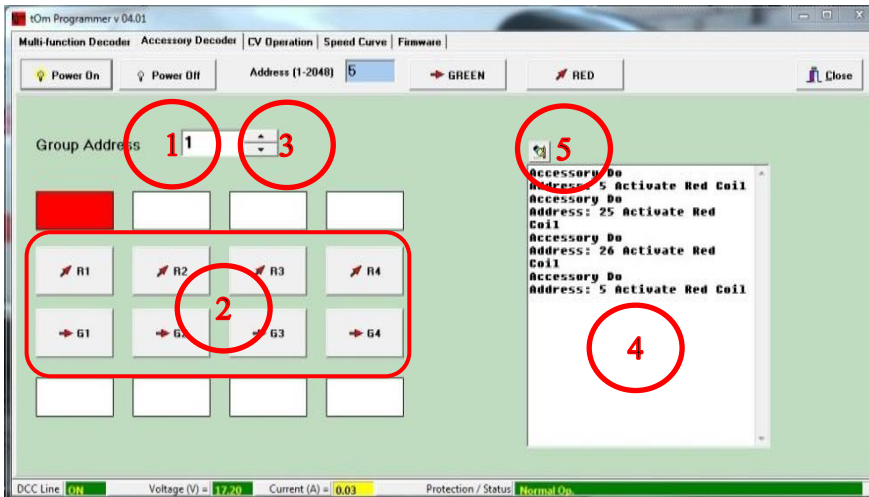 tOm Programmer v 04.01
Multi-function Decoder Accessory Decoder CV Operation Speed Curve Firmware
Power On Power Off Address (1-2048) 5 GREEN RED Close
Group Address 1 1 3
5
Accessory Do
Address: 5 Activate Red Coil
Accessory Do
Address: 25 Activate Red
Coil
Accessory Do
Address: 26 Activate Red
Coil
Accessory Do
Address: 5 Activate Red Coil
R1 R2 R3 R4
2
G1 G2 G3 G4
4
DCC Line ON Voltage (V) = 17.20 Current (A) = 0.03 Protection / Status Normal Op.